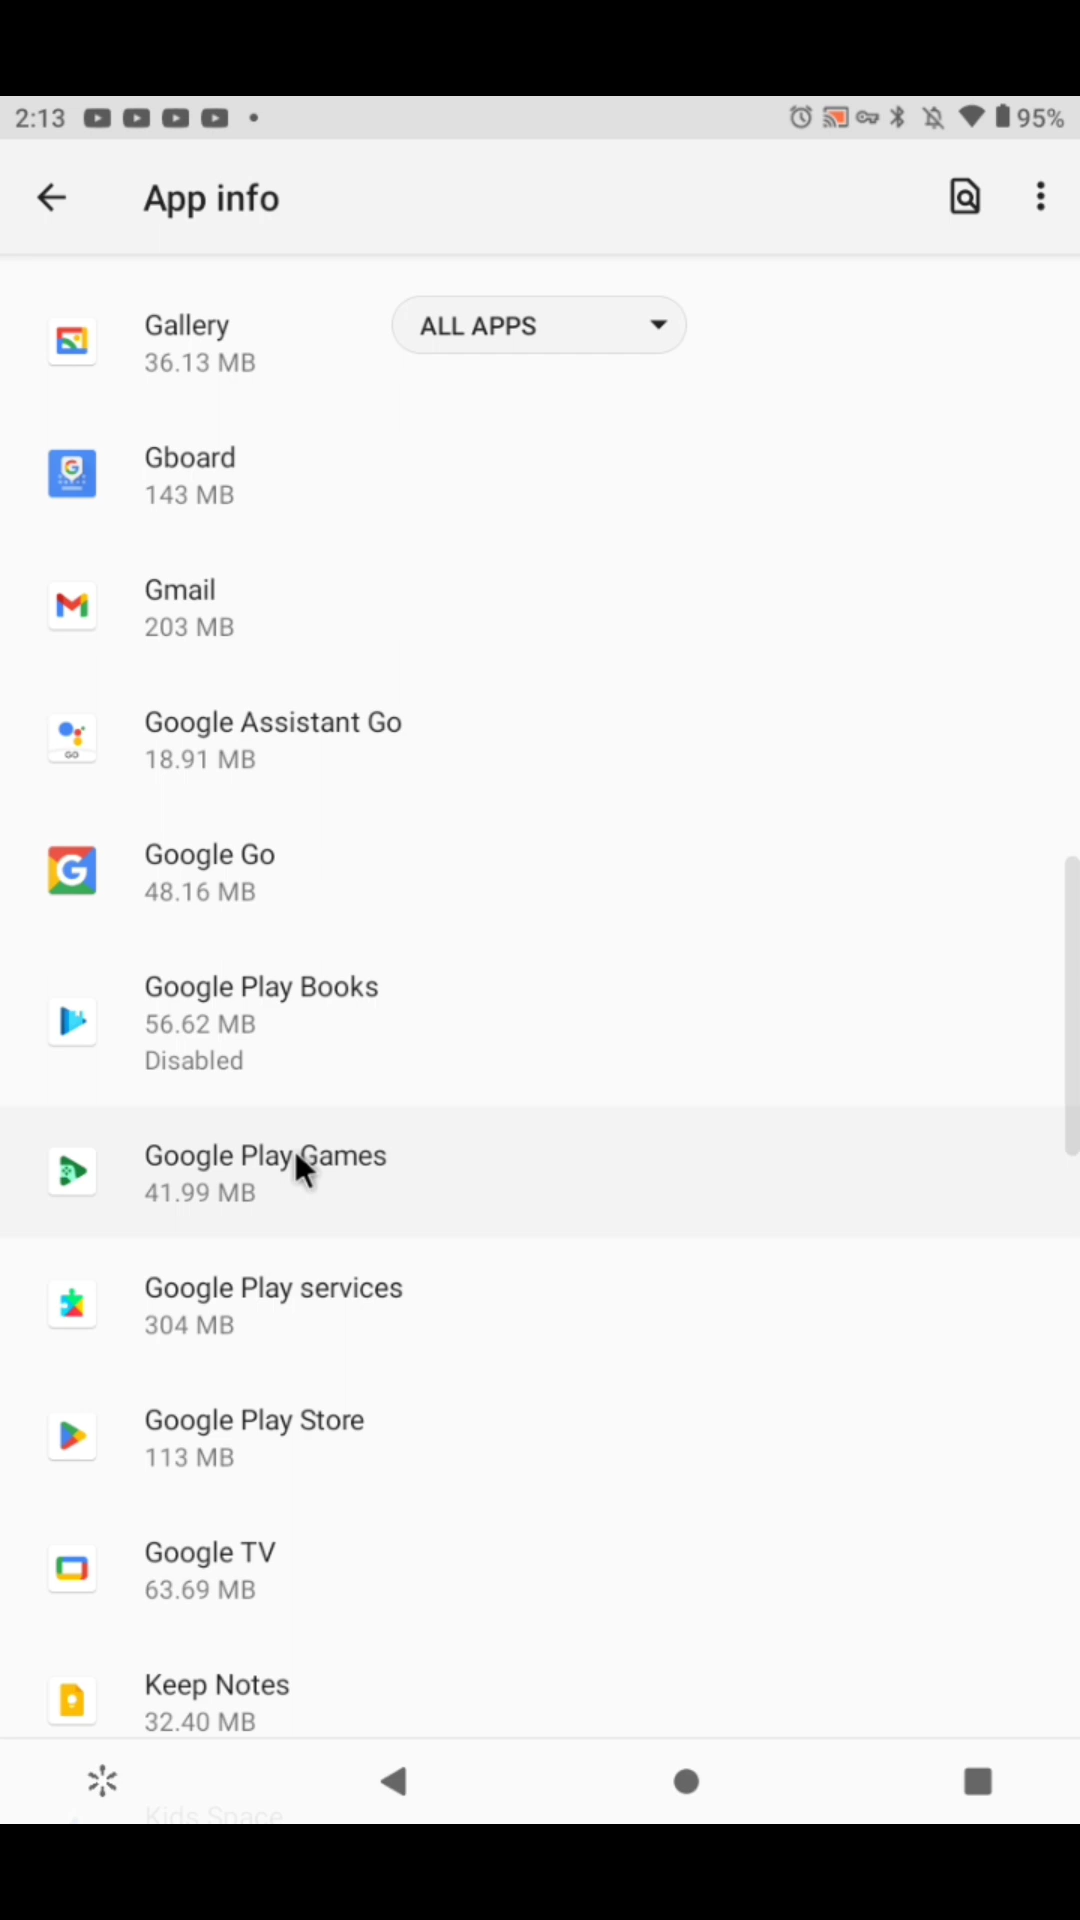 2:13
95%
App info
Gallery
36.13 MB
ALL APPS
Gboard
143 MB
Gmail
203 MB
GO
Google Assistant Go
18.91 MB
Google Go
48.16 MB
Google Play Books
56.62 MB
Disabled
Google Play Games
41.99 MB
Google Play services
304 MB
Google Play Store
113 MB
Google TV
63.69 MB
Keep Notes
32.40 MB
Kids Space